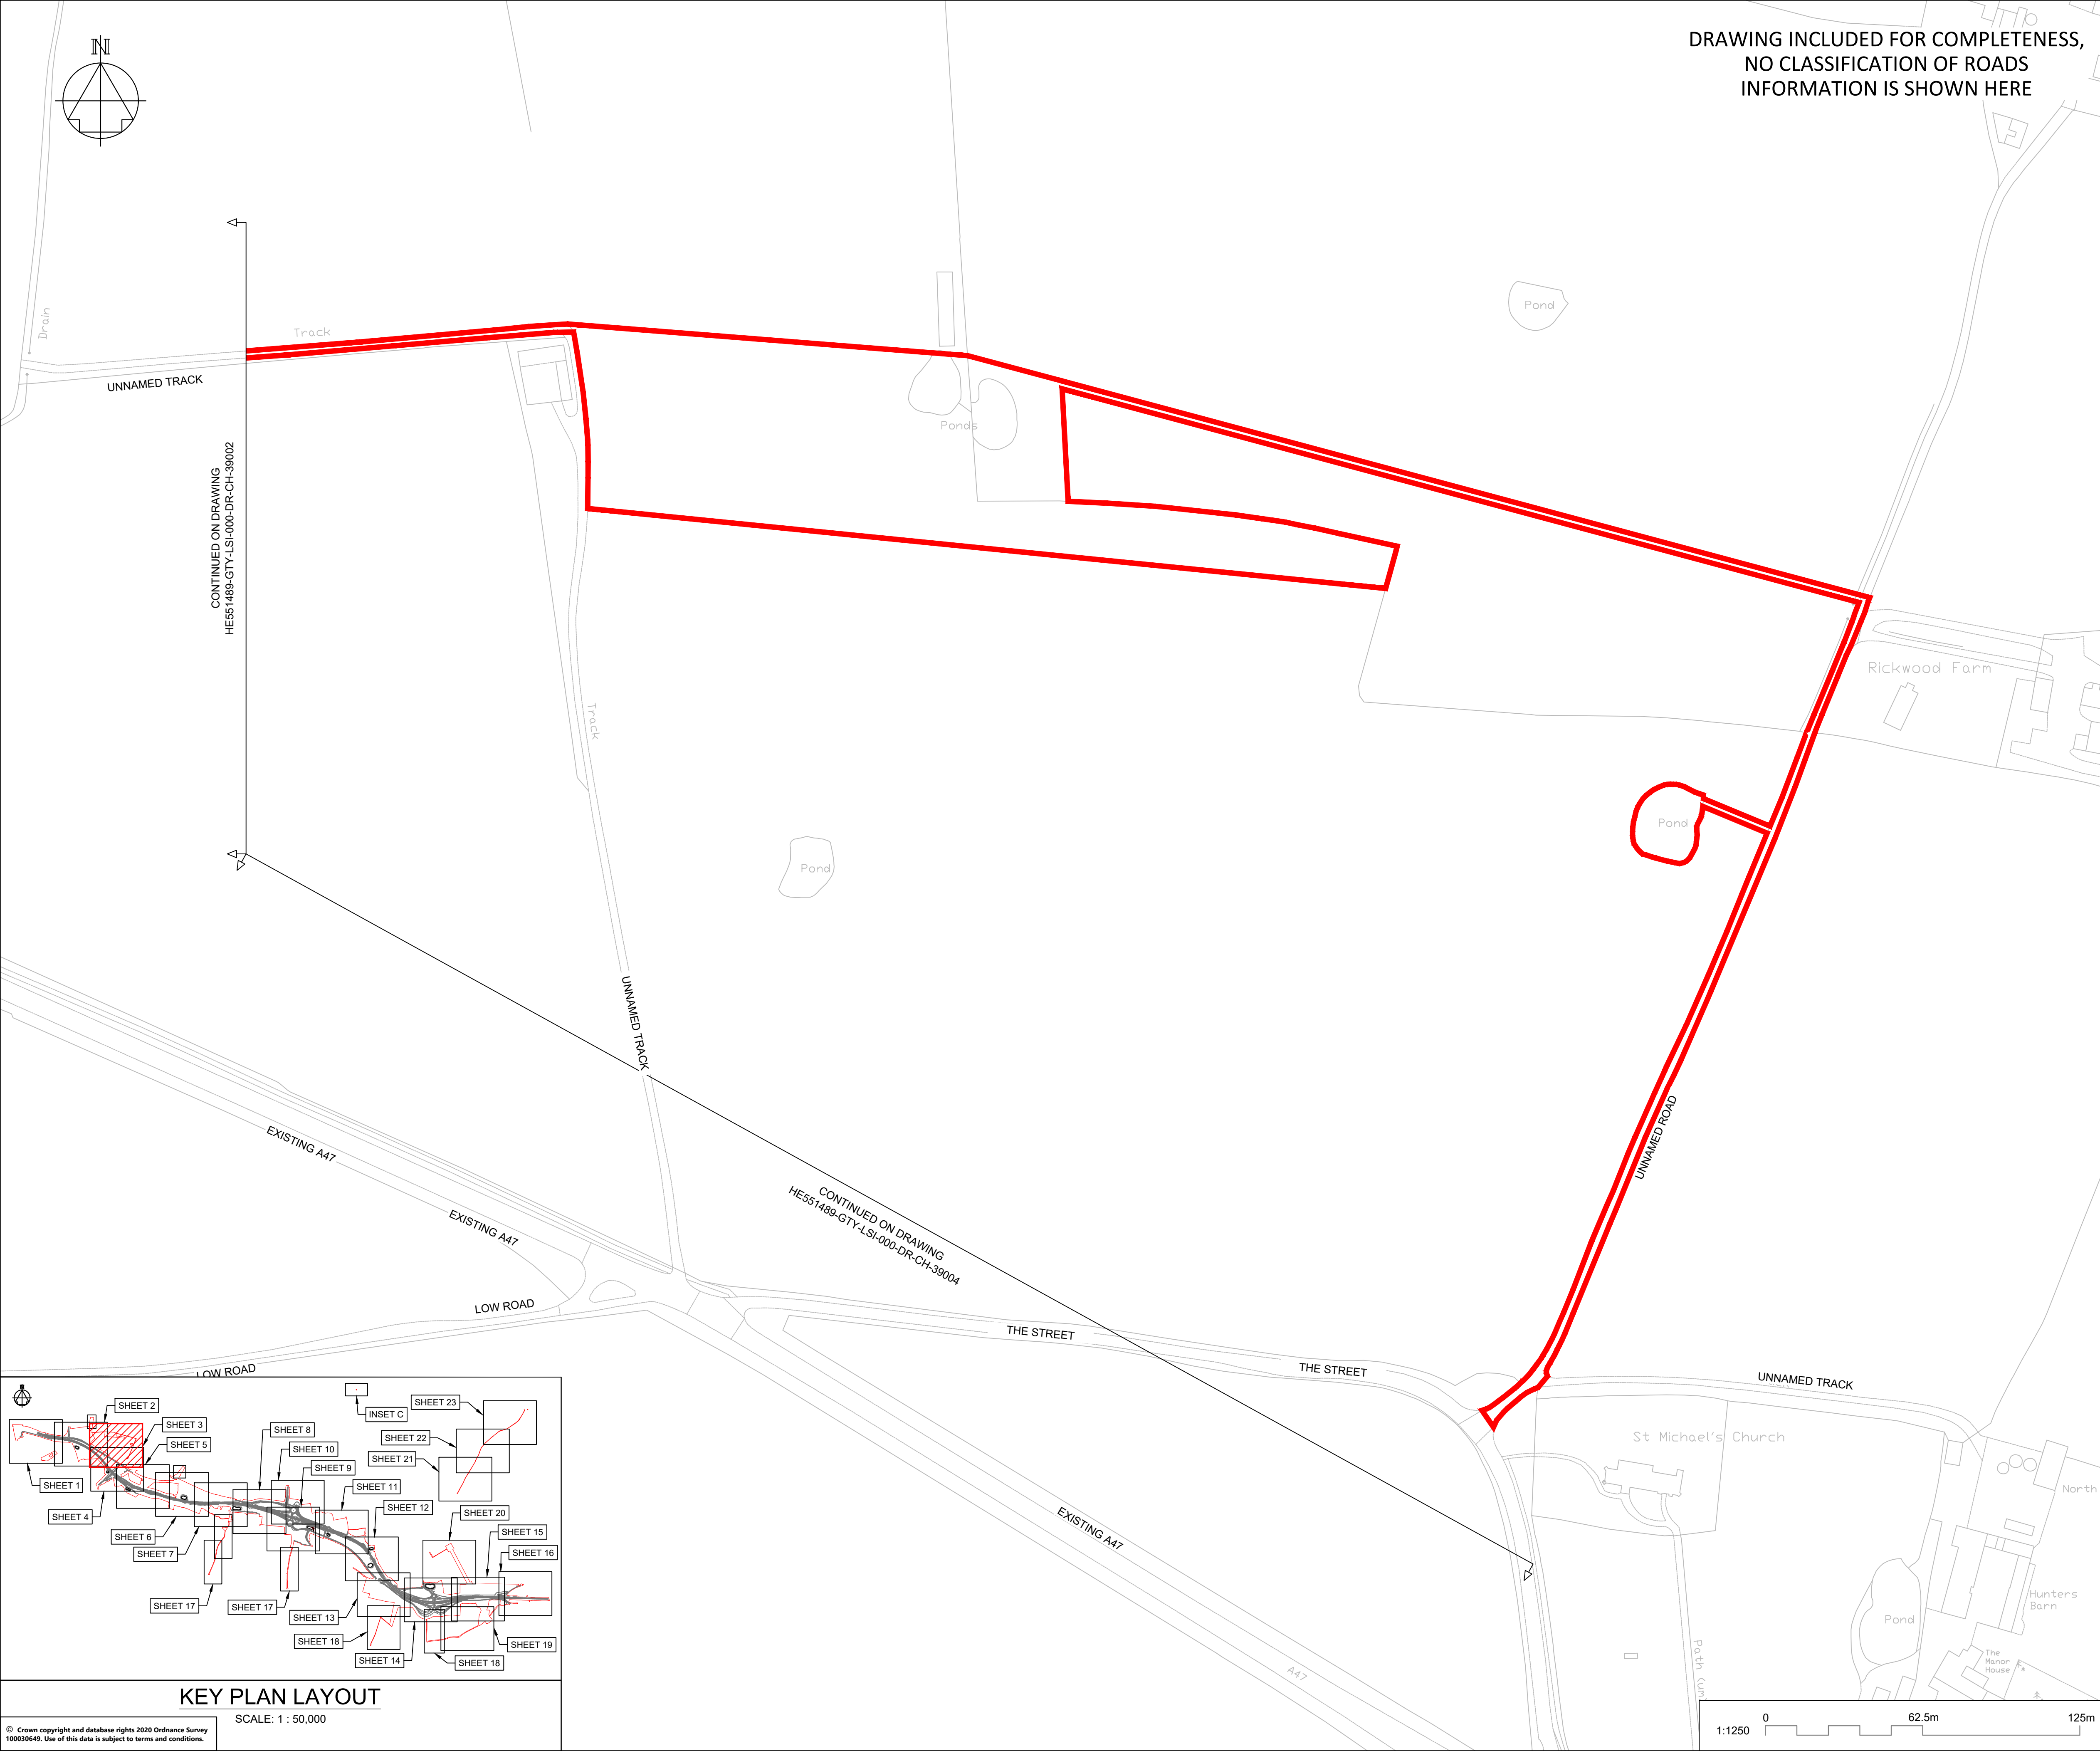 N
DRAWING INCLUDED FOR COMPLETENESS,
NO CLASSIFICATION OF ROADS
INFORMATION IS SHOWN HERE
Drain
Track
UNNAMED TRACK
CONTINUED ON DRAWING
HE551489-GTY-LSI-000-DR-CH-39002
Pond
Ponds
Rickwood Farm
Track
Pond
Pond
UNNAMED TRACK
UNNAMED ROAD
EXISTING A47
EXISTING A47
CONTINUED ON DRAWING
HE551489-GTY-LSI-000-DR-CH-39004
LOW ROAD
LOW ROAD
THE STREET
THE STREET
UNNAMED TRACK
St Michael's Church
North
EXISTING A47
A47
Path (um
Pond
Hunters
Barn
The
Manor
House
SHEET 2
SHEET 3
SHEET 5
SHEET 1
SHEET 4
SHEET 6
SHEET 7
SHEET 17
SHEET 8
SHEET 10
SHEET 9
SHEET 11
SHEET 12
INSET C
SHEET 23
SHEET 22
SHEET 21
SHEET 20
SHEET 15
SHEET 16
SHEET 17
SHEET 13
SHEET 18
SHEET 14
SHEET 18
SHEET 19
KEY PLAN LAYOUT
SCALE: 1 : 50,000
© Crown copyright and database rights 2020 Ordnance Survey
100030649. Use of this data is subject to terms and conditions.
1:1250
0
62.5m
125m